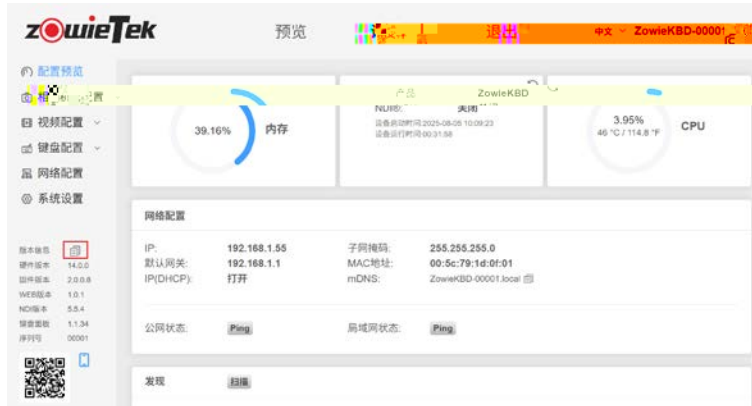 zowieTek
预览
退出
中文 ZowieKBD-00001
配置预览
相
置
视频配置
键盘配置
网络配置
系统设置
版本信息
硬件版本 14.0.0
固件版本 2.0.0.8
WEB版本 1.0.1
NDI版本 5.5.4
键盘面板 1.1.34
序列号 00001
39.16% 内存
产品 ZowieKBD
设备启动时间:2025-08-05 10:09:23
设备运行时间:00:31:58
3.95%
46 °C / 114.8 °F
CPU
网络配置
IP: 192.168.1.55 子网掩码: 255.255.255.0
默认网关: 192.168.1.1 MAC地址: 00:5c:79:1d:0f:01
IP(DHCP): 打开 mDNS: ZowieKBD-00001.local
公网状态: Ping 局域网状态: Ping
发现 扫描